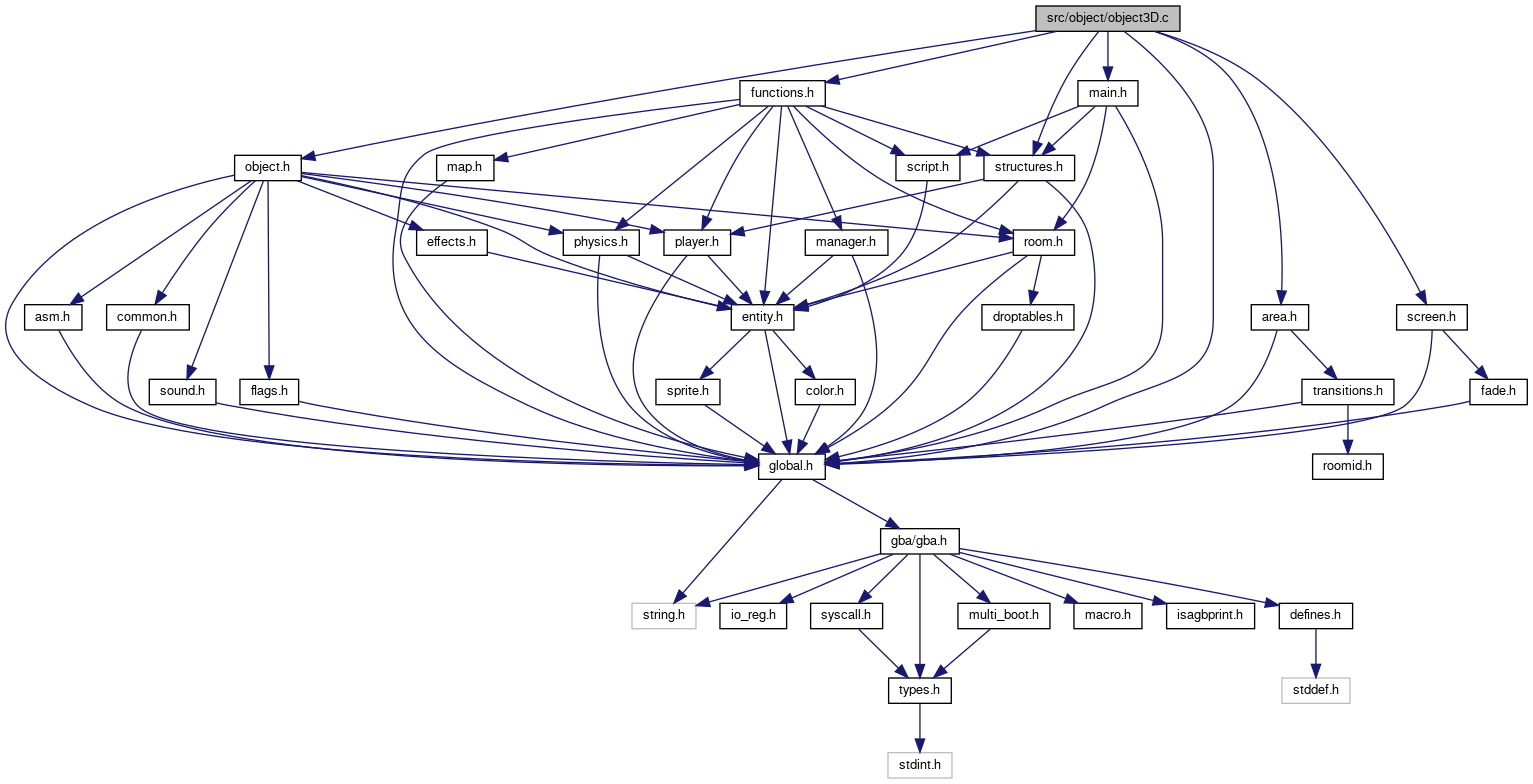 src/object/object3D.c
functions.h
main.h
object.h
map.h
script.h
structures.h
effects.h
physics.h
player.h
manager.h
room.h
asm.h
common.h
entity.h
droptables.h
area.h
screen.h
sound.h
flags.h
sprite.h
color.h
transitions.h
fade.h
global.h
roomid.h
gba/gba.h
string.h
io_reg.h
syscall.h
multi_boot.h
macro.h
isagbprint.h
defines.h
types.h
stddef.h
stdint.h